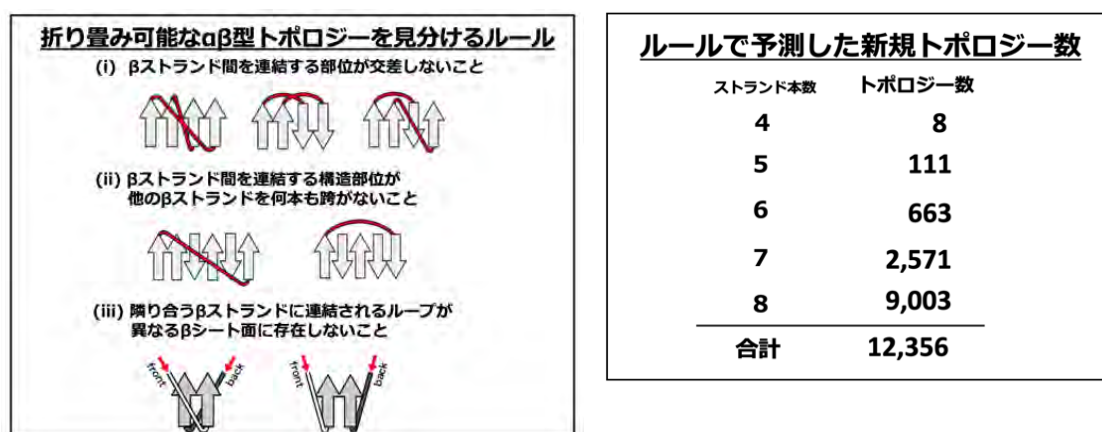 折り畳み可能なαβ型トポロジーを見分けるルール
(i) βストランド間を連結する部位が交差しないこと
(ii) βストランド間を連結する構造部位が
他のβストランドを何本も跨がないこと
(iii) 隣り合うβストランドに連結されるループが
異なるβシート面に存在しないこと
front
back
front
back
ルールで予測した新規トポロジー数
ストランド本数 トポロジー数
4 8
5 111
6 663
7 2,571
8 9,003
合計 12,356